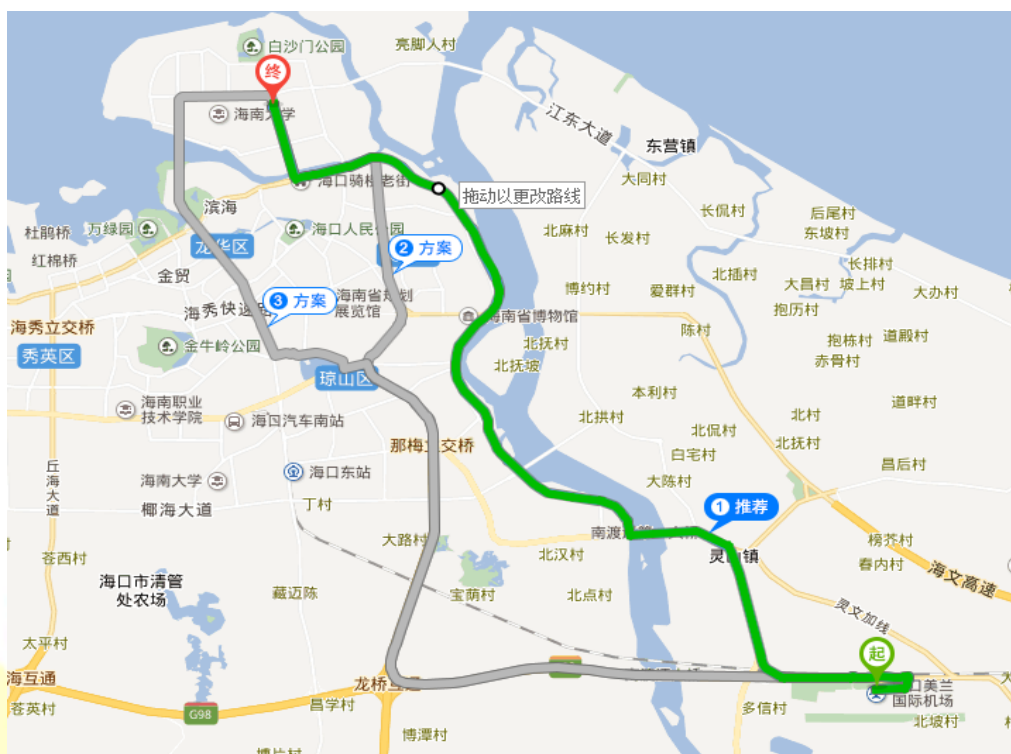 白沙门公园
亮脚人村
终
海南大学
江东大道
东营镇
海口骑楼老街
拖动以更改路线
大同村
滨海
杜鹃桥
万绿园
海口人民公园
龙华区
2 方案
长侃村
后尾村
东坡村
北麻村
长发村
红棉桥
金贸
3 方案
海南省规划
展览馆
长排村
北插村
大昌村
坡上村
大办村
博约村
爱群村
抱历村
海秀快速路
海秀立交桥
海南省博物馆
陈村
秀英区
金牛岭公园
北抚村
抱栋村
道殿村
赤骨村
琼山区
北抚坡
本利村
海南职业
技术学院
海口汽车南站
北拱村
北侃村
北村
道畔村
那梅立交桥
北抚村
白宅村
丘海大道
海口东站
昌后村
海南大学
大陈村
椰海大道
丁村
1 推荐
大路村
榜芥村
苍西村
北汉村
灵山镇
春内村
海文高速
海口市清管
处农场
藏迈陈
宝荫村
北点村
灵文加线
太平村
起
海互通
龙桥互通
苍英村
昌学村
G98
多信村
海口美兰
国际机场
北坡村
博潭村